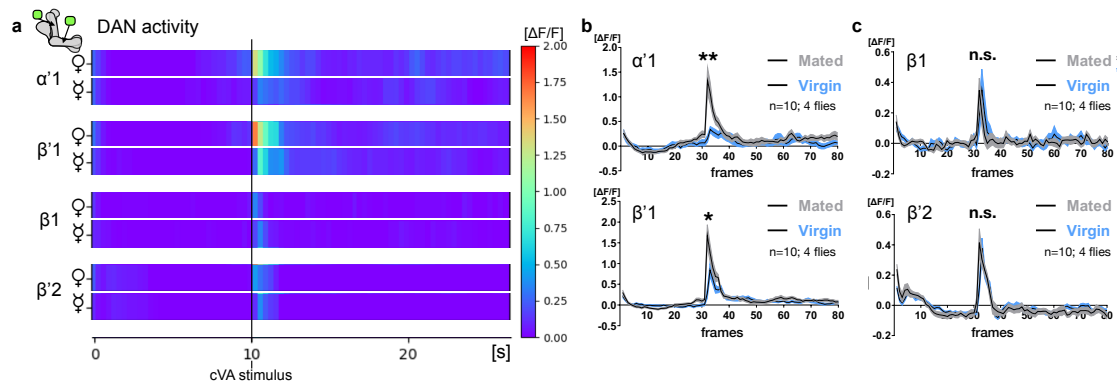 a DAN activity
[ΔF/F]
α'1 ♀
☿
β'1 ♀
☿
β1 ♀
☿
β'2 ♀
☿
2.00
1.75
1.50
1.25
1.00
0.75
0.50
0.25
0.00
0 10 20 [s]
cVA stimulus
b
[ΔF/F]
α'1
**
Mated
Virgin
n=10; 4 flies
2.0
1.5
1.0
0.5
0.0
-0.5
10 20 30 40 50 60 70 80
frames
[ΔF/F]
β'1
*
Mated
Virgin
n=10; 4 flies
2.5
2.0
1.5
1.0
0.5
0.0
-0.5
10 20 30 40 50 60 70 80
frames
c
[ΔF/F]
β1
n.s.
Mated
Virgin
n=10; 4 flies
0.6
0.4
0.2
0.0
-0.2
10 20 30 40 50 60 70 80
frames
[ΔF/F]
β'2
n.s.
Mated
Virgin
n=10; 4 flies
0.6
0.4
0.2
0.0
-0.2
10 20 30 40 50 60 70 80
frames